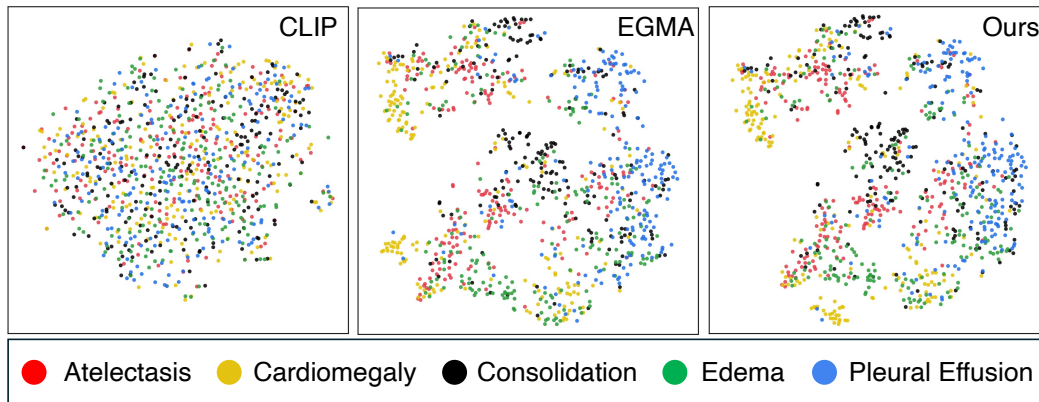 CLIP
EGMA
Ours
Atelectasis
Cardiomegaly
Consolidation
Edema
Pleural Effusion